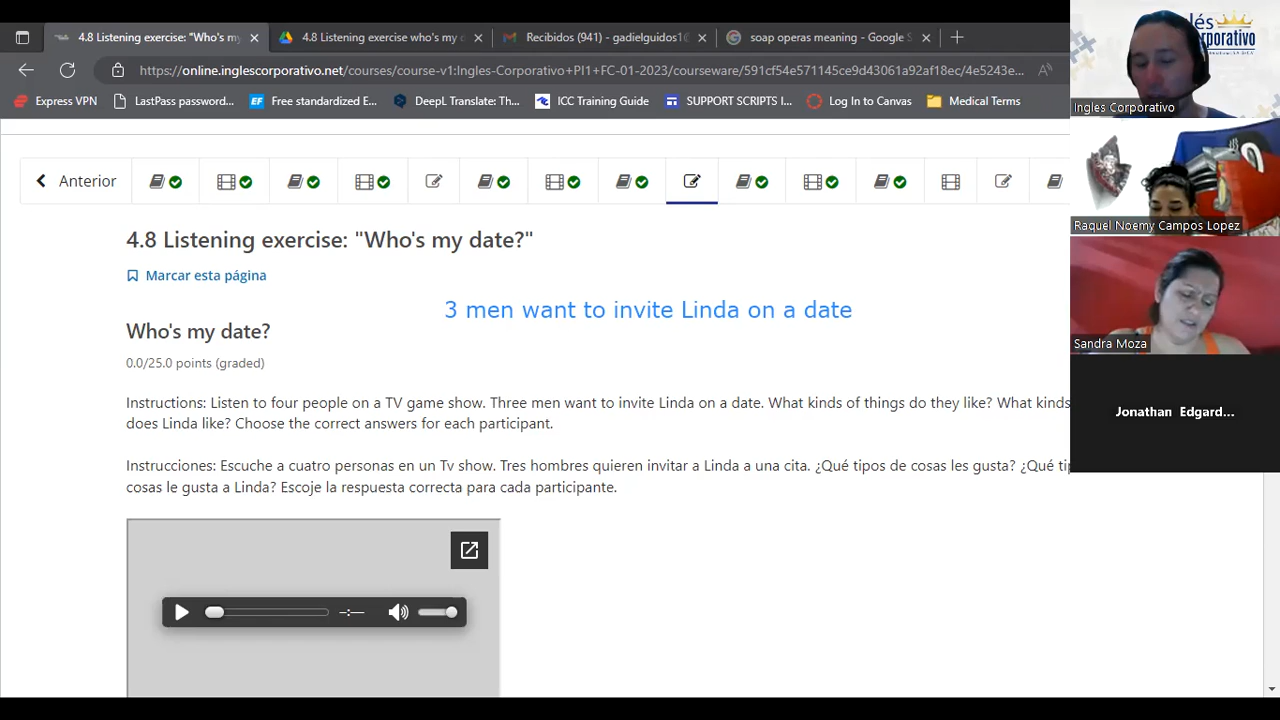 4.8 Listening exercise: "Who's my
4.8 Listening exercise who's my d
Recibidos (941) - gadielguidos1@
soap operas meaning - Google S
https://online.inglescorporativo.net/courses/course-v1:Ingles-Corporativo+PI1+FC-01-2023/courseware/591cf54e571145ce9d43061a92af18ec/4e5243e...
Express VPN
LastPass password...
EF Free standardized E...
DeepL Translate: Th...
ICC Training Guide
SUPPORT SCRIPTS I...
Log In to Canvas
Medical Terms
Anterior
4.8 Listening exercise: "Who's my date?"
Marcar esta página
3 men want to invite Linda on a date
Who's my date?
0.0/25.0 points (graded)
Instructions: Listen to four people on a TV game show. Three men want to invite Linda on a date. What kinds of things do they like? What kinds
does Linda like? Choose the correct answers for each participant.
Instrucciones: Escuche a cuatro personas en un Tv show. Tres hombres quieren invitar a Linda a una cita. ¿Qué tipos de cosas les gusta? ¿Qué
cosas le gusta a Linda? Escoje la respuesta correcta para cada participante.
-:--
Ingles Corporativo
Raquel Noemy Campos Lopez
Sandra Moza
Jonathan Edgard...